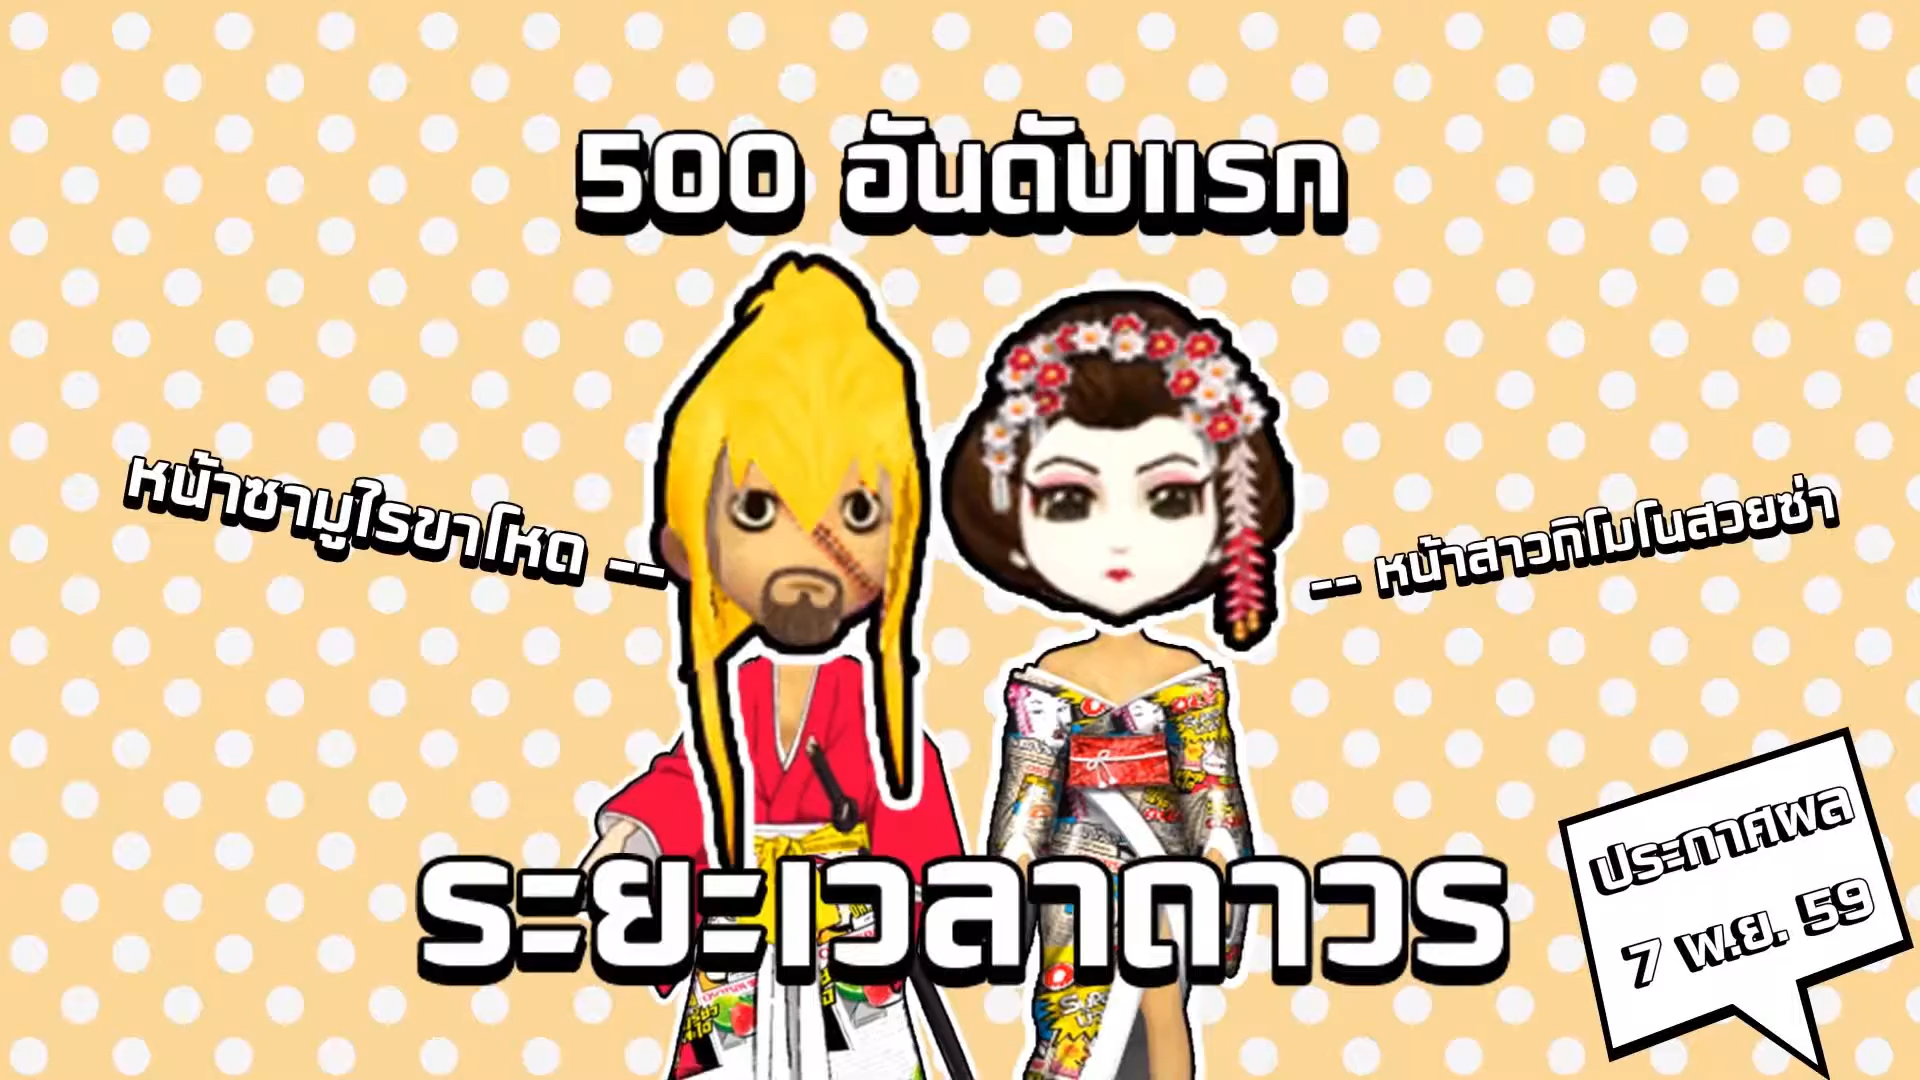 500 อันดับแรก
หน้าซามูไรขาโหด --
-- หน้าสาวกิโมโนสวยซ่า
ระยะเวลาถาวร
ประกาศผล
7 พ.ย. 59